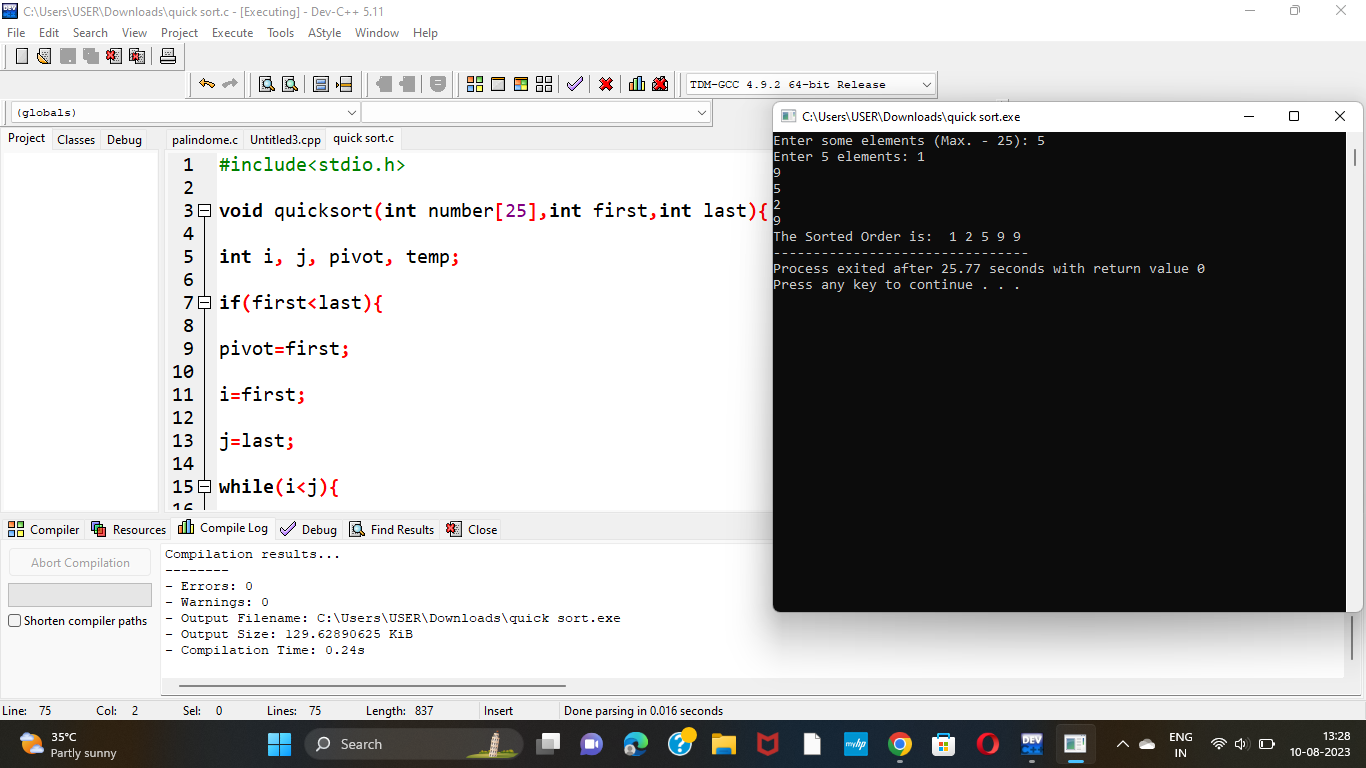 C:\Users\USER\Downloads\quick sort.c - [Executing] - Dev-C++ 5.11
File Edit Search View Project Execute Tools AStyle Window Help
TDM-GCC 4.9.2 64-bit Release
(globals)
Project Classes Debug
palindome.c Untitled3.cpp quick sort.c
1 #include<stdio.h>
2
3 void quicksort(int number[25],int first,int last){
4
5 int i, j, pivot, temp;
6
7 if(first<last){
8
9 pivot=first;
10
11 i=first;
12
13 j=last;
14
15 while(i<j){
16
C:\Users\USER\Downloads\quick sort.exe
Enter some elements (Max. - 25): 5
Enter 5 elements: 1
9
5
2
9
The Sorted Order is:  1 2 5 9 9
--------------------------------
Process exited after 25.77 seconds with return value 0
Press any key to continue . . .
Compiler Resources Compile Log Debug Find Results Close
Abort Compilation
Shorten compiler paths
Compilation results...
--------
- Errors: 0
- Warnings: 0
- Output Filename: C:\Users\USER\Downloads\quick sort.exe
- Output Size: 129.62890625 KiB
- Compilation Time: 0.24s
Line: 75 Col: 2 Sel: 0 Lines: 75 Length: 837 Insert Done parsing in 0.016 seconds
35°C
Partly sunny
Search
myhp
DEV
ENG
IN
13:28
10-08-2023